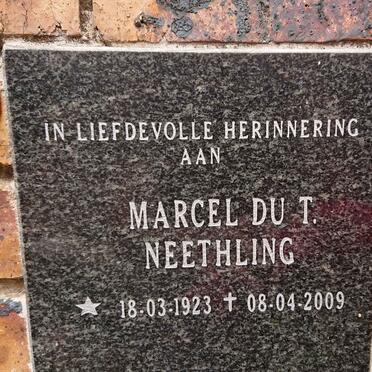 IN LIEFDEVOLLE HERINNERING
AAN
MARCEL DU T.
NEETHLING
★ 18-03-1923 ✝ 08-04-2009